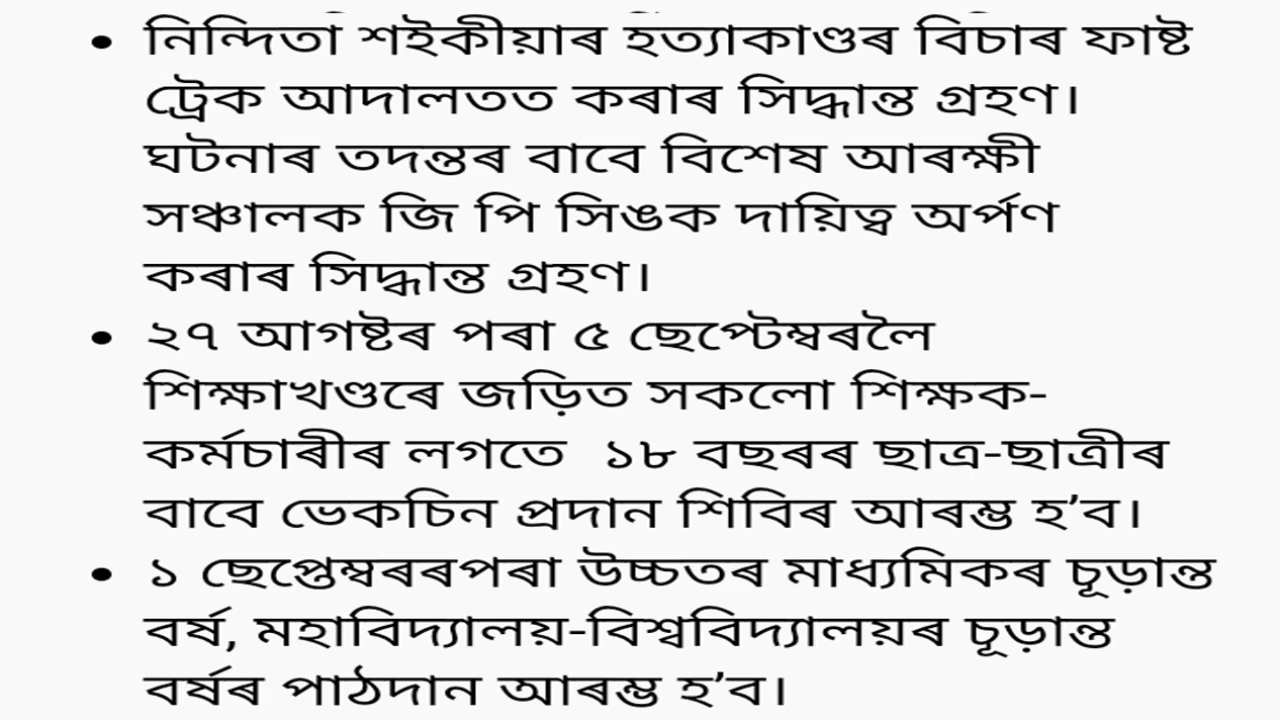 • নিন্দিতা শইকীয়াৰ হত্যাকাণ্ডৰ বিচাৰ ফাষ্ট
ট্ৰেক আদালতত কৰাৰ সিদ্ধান্ত গ্ৰহণ।
ঘটনাৰ তদন্তৰ বাবে বিশেষ আৰক্ষী
সঞ্চালক জি পি সিঙক দায়িত্ব অৰ্পণ
কৰাৰ সিদ্ধান্ত গ্ৰহণ।
• ২৭ আগষ্টৰ পৰা ৫ ছেপ্টেম্বৰলৈ
শিক্ষাখণ্ডৰে জড়িত সকলো শিক্ষক-
কৰ্মচাৰীৰ লগতে ১৮ বছৰৰ ছাত্ৰ-ছাত্ৰীৰ
বাবে ভেকচিন প্ৰদান শিবিৰ আৰম্ভ হ’ব।
• ১ ছেপ্তেম্বৰৰপৰা উচ্চতৰ মাধ্যমিকৰ চূড়ান্ত
বৰ্ষ, মহাবিদ্যালয়-বিশ্ববিদ্যালয়ৰ চূড়ান্ত
বৰ্ষৰ পাঠদান আৰম্ভ হ’ব।